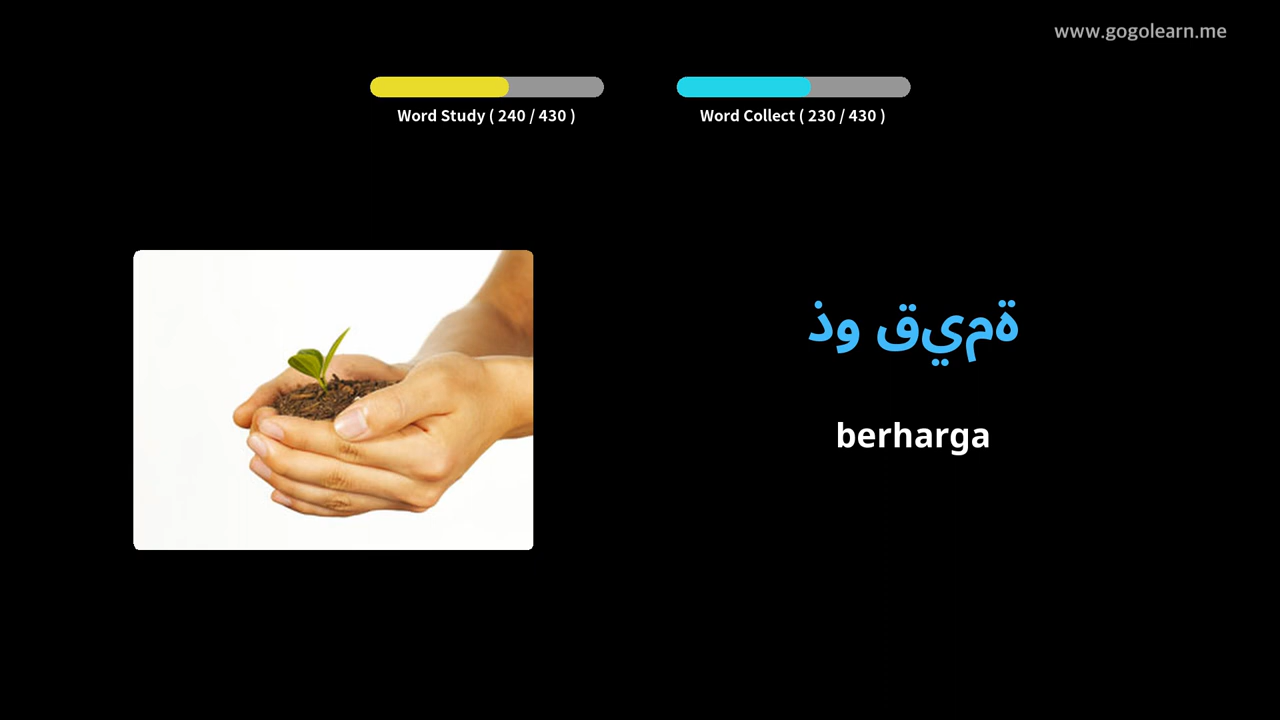 www.gogolearn.me
Word Study ( 240 / 430 )
Word Collect ( 230 / 430 )
ذو قيمة
berharga